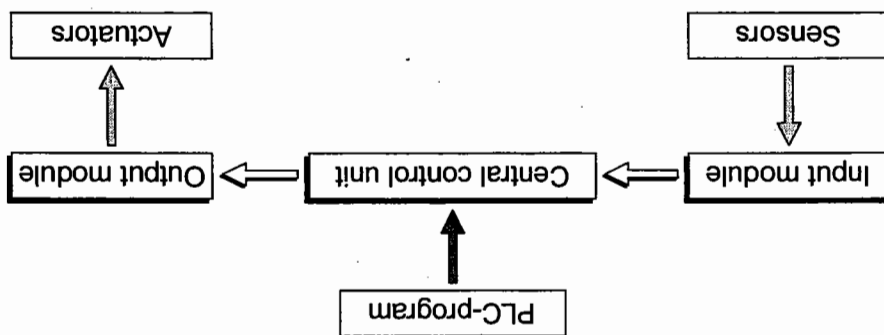 PLC-program
Input module
Central control unit
Output module
Sensors
Actuators